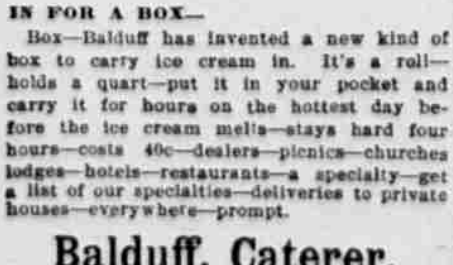 IN FOR A BOX—
Box—Balduff has invented a new kind of
box to carry ice cream in. It's a roll—
holds a quart—put it in your pocket and
carry it for hours on the hottest day be-
fore the ice cream melts—stays hard four
hours—costs 40c—dealers—picnics—churches
lodges—hotels—restaurants—a specialty—get
a list of our specialties—deliveries to private
houses—everywhere—prompt.
Balduff, Caterer.